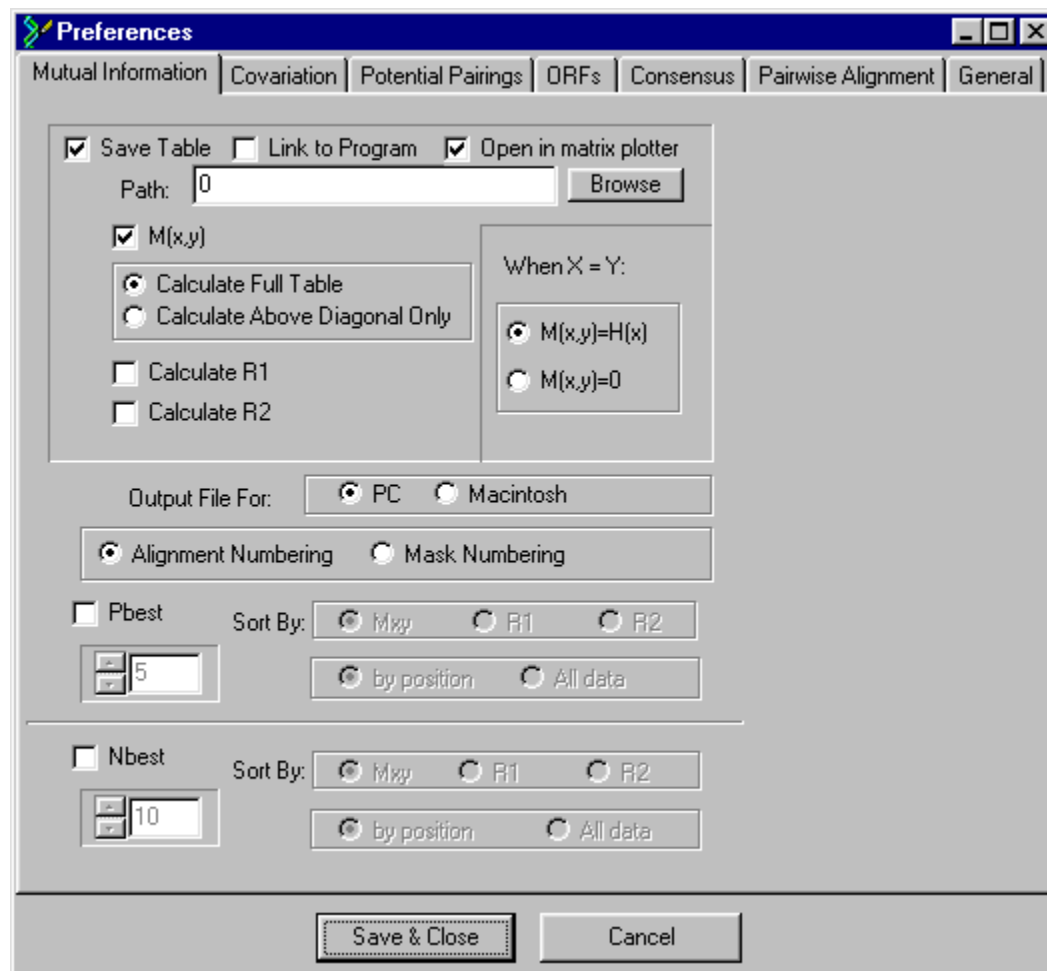 Preferences
Mutual Information Covariation Potential Pairings ORFs Consensus Pairwise Alignment General
Save Table Link to Program Open in matrix plotter
Path: 0 Browse
M(x,y)
When X = Y:
Calculate Full Table
Calculate Above Diagonal Only
M(x,y)=H(x)
Calculate R1
M(x,y)=0
Calculate R2
Output File For: PC Macintosh
Alignment Numbering Mask Numbering
Pbest Sort By: Mxy R1 R2
5 by position All data
Nbest Sort By: Mxy R1 R2
10 by position All data
Save & Close Cancel